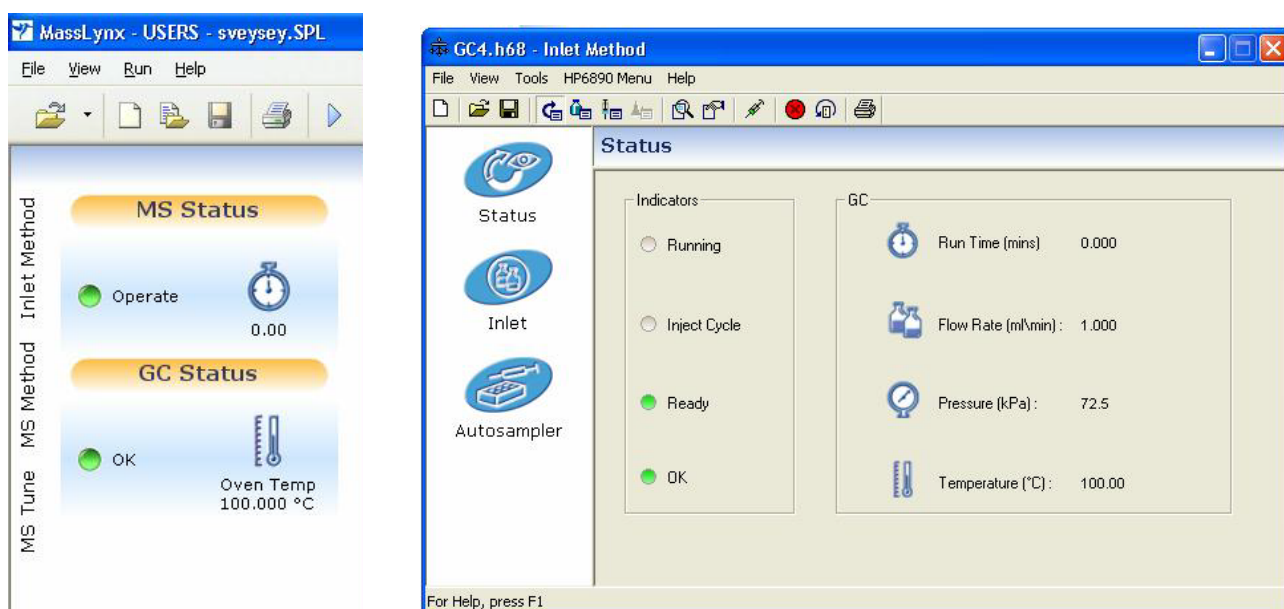 MassLynx - USERS - sveysey.SPL
File View Run Help
Inlet Method
MS Method
MS Tune
MS Status
Operate
0.00
GC Status
OK
Oven Temp
100.000 °C
GC4.h68 - Inlet Method
File View Tools HP6890 Menu Help
Status
Inlet
Autosampler
Status
Indicators
Running
Inject Cycle
Ready
OK
GC
Run Time (mins) 0.000
Flow Rate (ml\min) : 1.000
Pressure (kPa) : 72.5
Temperature (°C) : 100.00
For Help, press F1